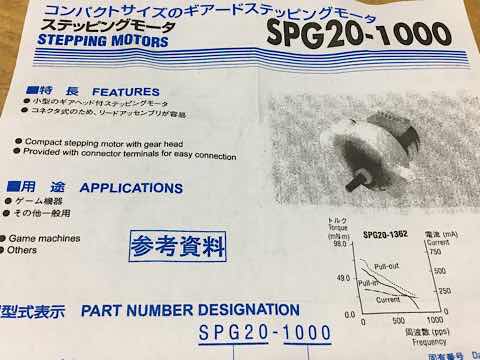 コンパクトサイズのギアードステッピングモータ
ステッピングモータ
STEPPING MOTORS
SPG20-1000
■特 長 FEATURES
●小型のギアヘッド付ステッピングモータ
●コネクタ式のため、リードアッセンブリが容易
●Compact stepping motor with gear head
●Provided with connector terminals for easy connection
■用 途 APPLICATIONS
●ゲーム機器
●その他一般用
●Game machines
●Others
参考資料
トルク
Torque
(mN·m)
98.0
49.0
0
SPG20-1362
Pull-out
Pull-in
Current
電流 (mA)
Current
750
500
250
0
0 500 1000
周波数 (pps)
Frequency
型式表示 PART NUMBER DESIGNATION
SPG20-1000
固有番号